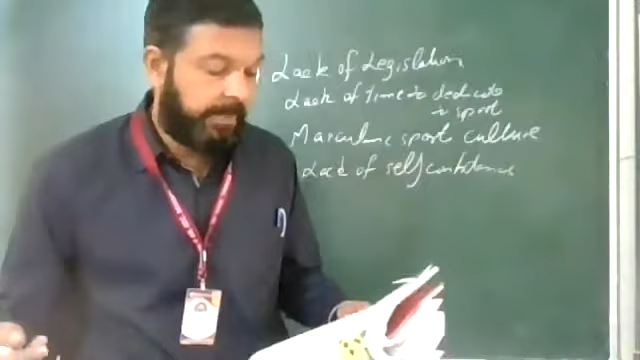 Lack of Legislation
Lack of Time to dedicate
to sport
Masculine sport culture
Lack of self confidence